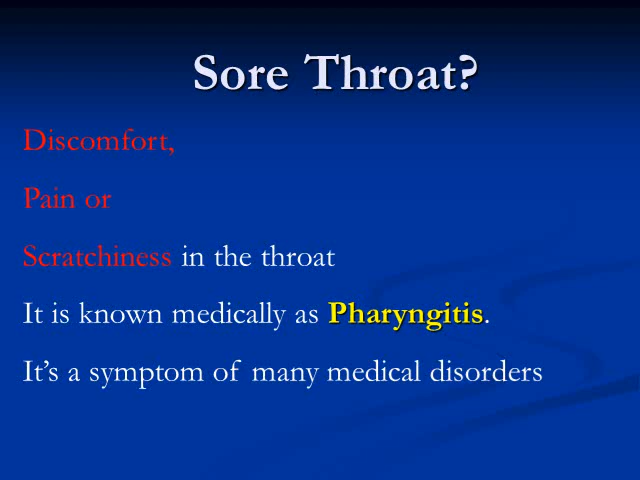 Sore Throat?
Discomfort,
Pain or
Scratchiness in the throat
It is known medically as Pharyngitis.
It’s a symptom of many medical disorders